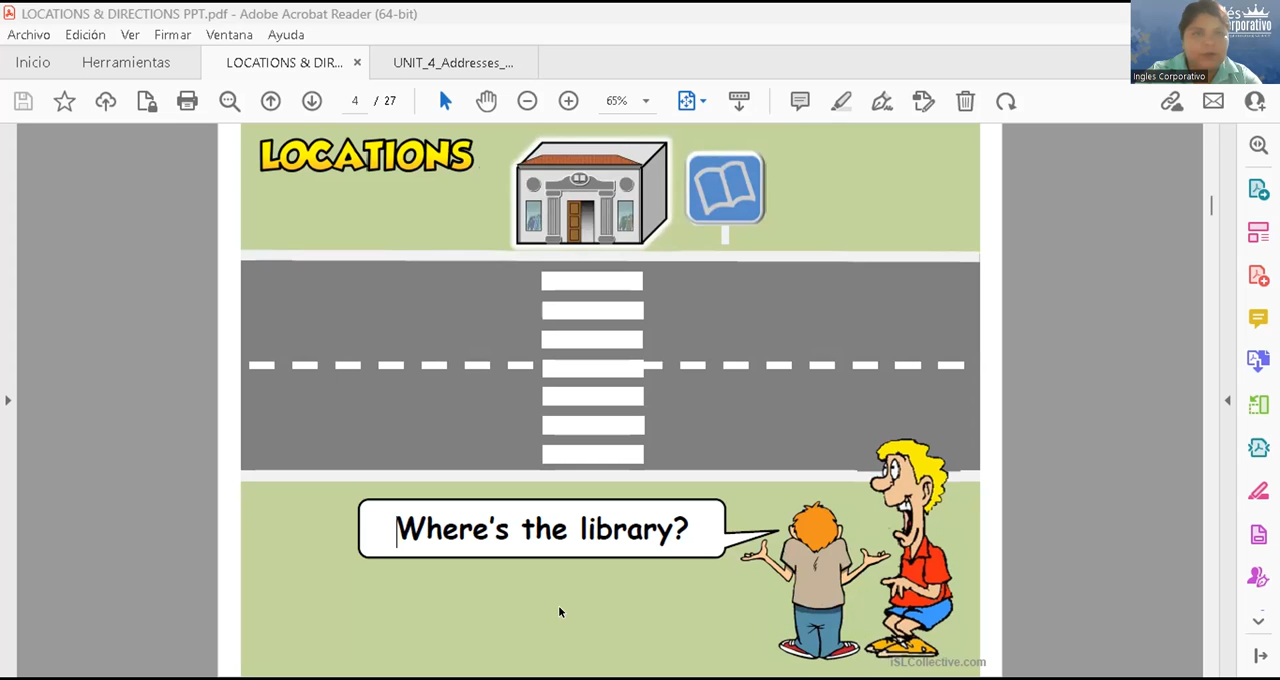 LOCATIONS & DIRECTIONS PPT.pdf - Adobe Acrobat Reader (64-bit)
Archivo Edición Ver Firmar Ventana Ayuda
Inicio Herramientas LOCATIONS & DIR... × UNIT_4_Addresses_...
4 / 27 65%
Ingles Corporativo
LOCATIONS
Where's the library?
iSLCollective.com